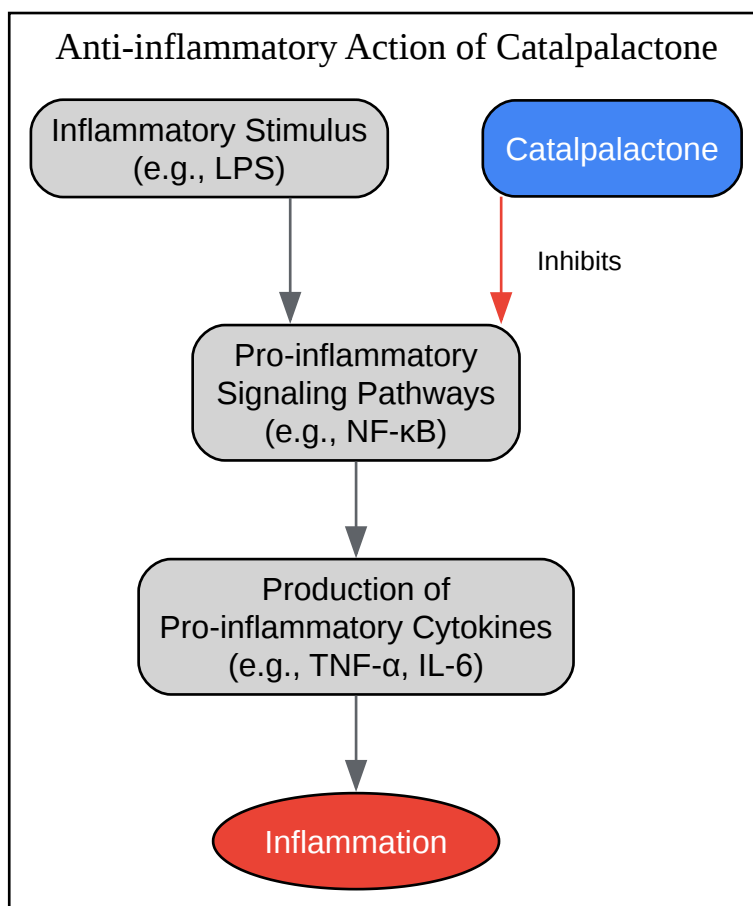 Anti-inflammatory Action of Catalpalactone
Inflammatory Stimulus
(e.g., LPS)
Catalpalactone
Inhibits
Pro-inflammatory
Signaling Pathways
(e.g., NF-κB)
Production of
Pro-inflammatory Cytokines
(e.g., TNF-α, IL-6)
Inflammation